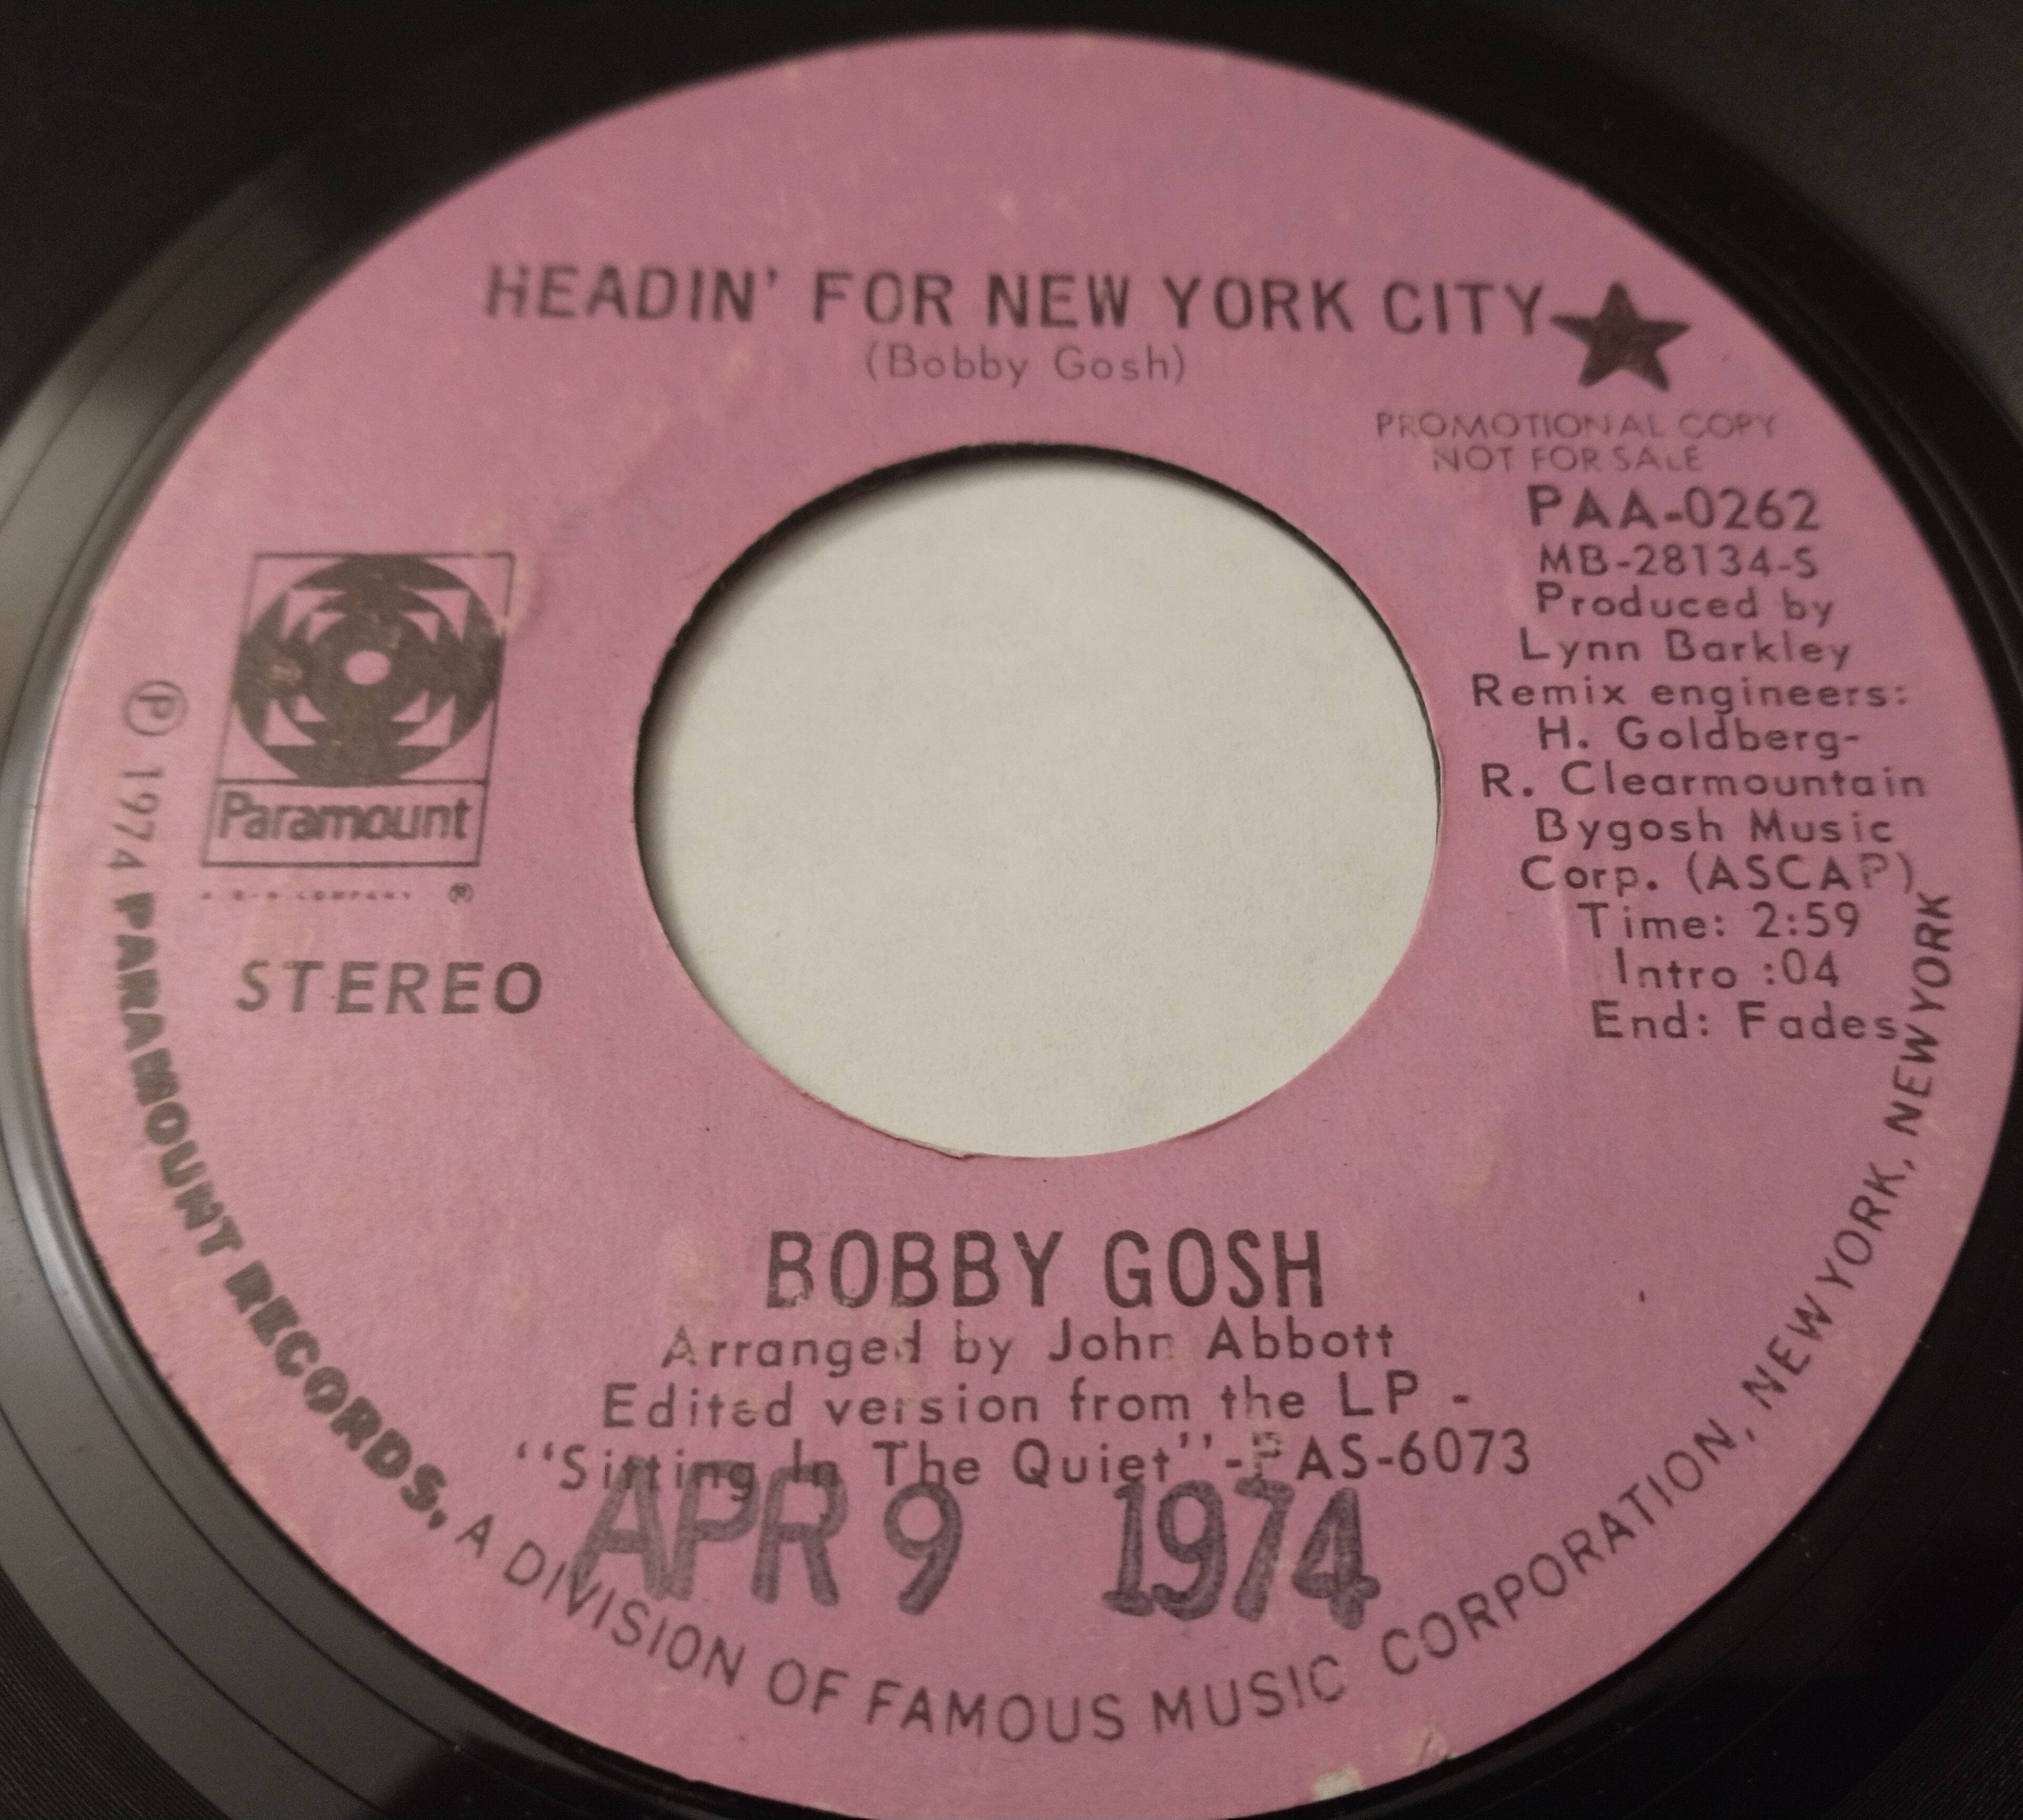 HEADIN' FOR NEW YORK CITY★
(Bobby Gosh)
PROMOTIONAL COPY
NOT FOR SALE
PAA-0262
MB-28134-S
Produced by
Lynn Barkley
Remix engineers:
H. Goldberg-
R. Clearmountain
Bygosh Music
Corp. (ASCAP)
Time: 2:59
Intro :04
End: Fades
Paramount
A G+W COMPANY ®
STEREO
BOBBY GOSH
Arranged by John Abbott
Edited version from the LP -
‘‘Sitting In The Quiet’’-PAS-6073
APR 9 1974
Ⓟ 1974 PARAMOUNT RECORDS, A DIVISION OF FAMOUS MUSIC CORPORATION, NEW YORK, NEW YORK